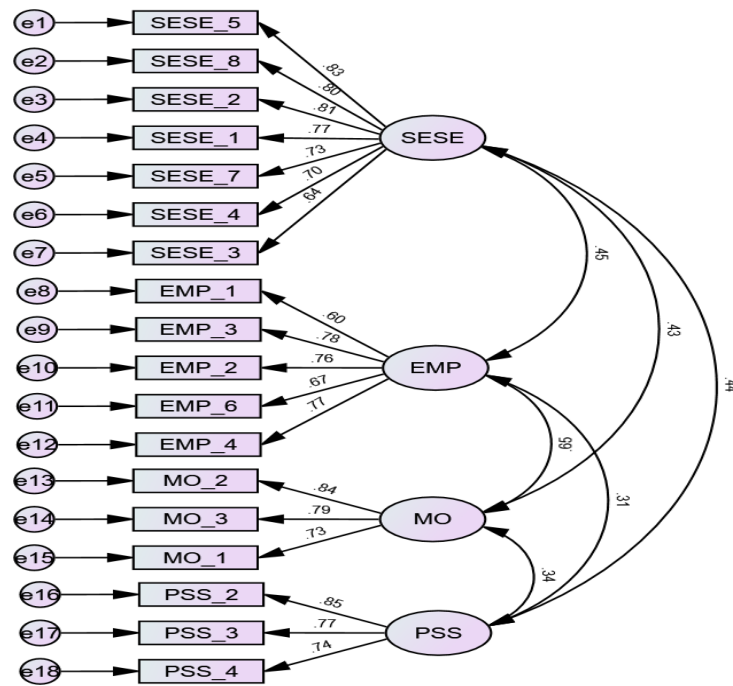 e1 SESE_5
e2 SESE_8
e3 SESE_2
e4 SESE_1
e5 SESE_7
e6 SESE_4
e7 SESE_3
e8 EMP_1
e9 EMP_3
e10 EMP_2
e11 EMP_6
e12 EMP_4
e13 MO_2
e14 MO_3
e15 MO_1
e16 PSS_2
e17 PSS_3
e18 PSS_4
.83
.80
.81
.77
.73
.70
.64
.60
.78
.76
.67
.77
.84
.79
.73
.85
.77
.74
SESE
EMP
MO
PSS
.45
.43
.44
.31
.34